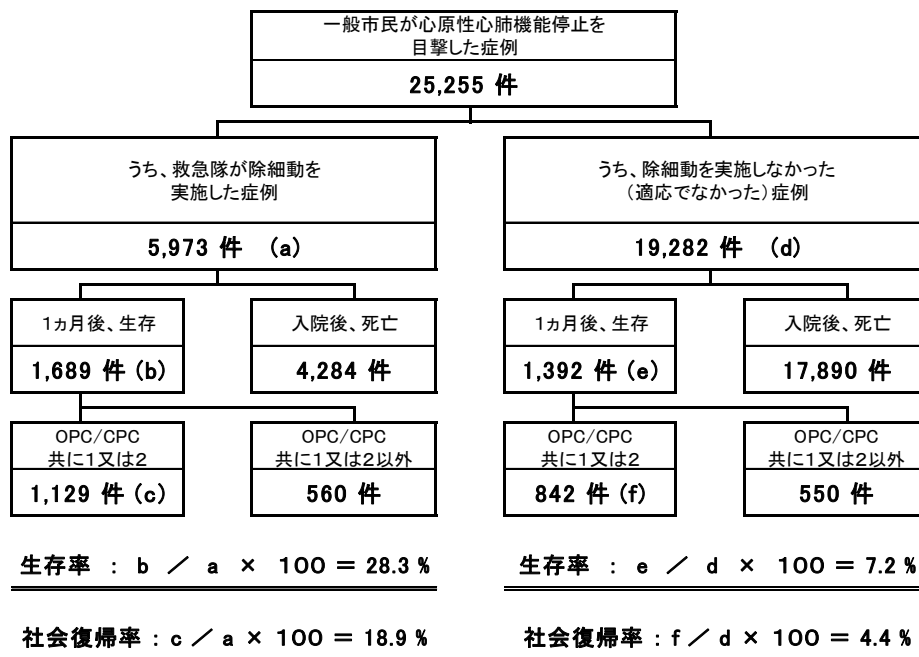 一般市民が心原性心肺機能停止を
目撃した症例
25,255 件
うち、救急隊が除細動を
実施した症例
5,973 件 (a)
うち、除細動を実施しなかった
(適応でなかった)症例
19,282 件 (d)
1ヵ月後、生存
1,689 件 (b)
入院後、死亡
4,284 件
1ヵ月後、生存
1,392 件 (e)
入院後、死亡
17,890 件
OPC/CPC
共に1又は2
1,129 件 (c)
OPC/CPC
共に1又は2以外
560 件
OPC/CPC
共に1又は2
842 件 (f)
OPC/CPC
共に1又は2以外
550 件
生存率 : b / a × 100 = 28.3 %
生存率 : e / d × 100 = 7.2 %
社会復帰率 : c / a × 100 = 18.9 %
社会復帰率 : f / d × 100 = 4.4 %